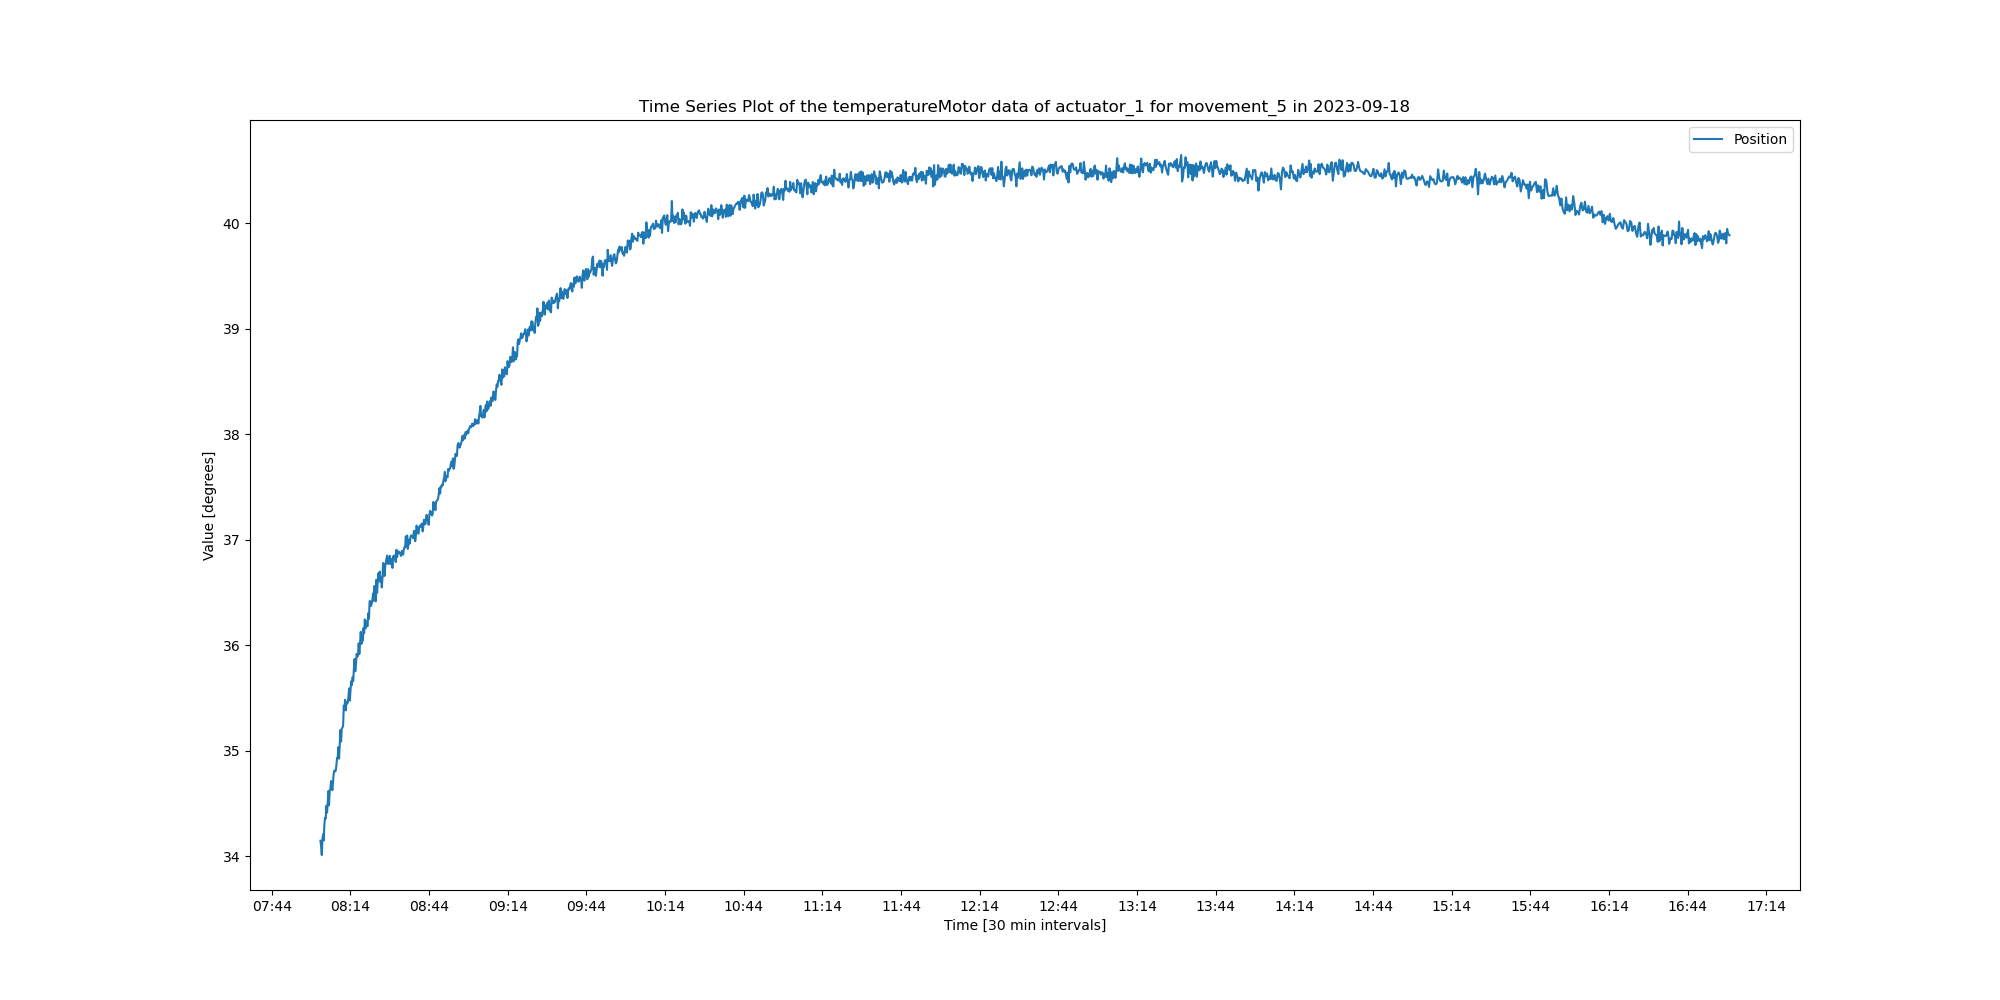 Time Series Plot of the temperatureMotor data of actuator_1 for movement_5 in 2023-09-18
Position
Value [degrees]
40
39
38
37
36
35
34
07:44 08:14 08:44 09:14 09:44 10:14 10:44 11:14 11:44 12:14 12:44 13:14 13:44 14:14 14:44 15:14 15:44 16:14 16:44 17:14
Time [30 min intervals]